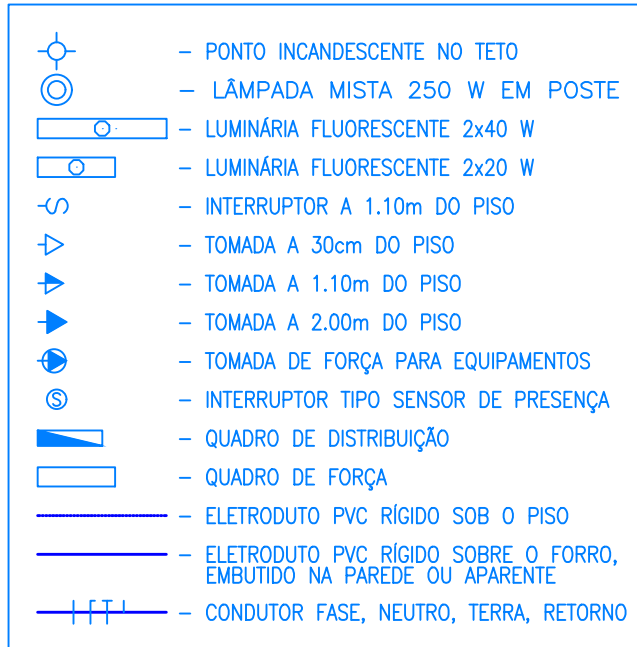 – PONTO INCANDESCENTE NO TETO
– LÂMPADA MISTA 250 W EM POSTE
– LUMINÁRIA FLUORESCENTE 2x40 W
– LUMINÁRIA FLUORESCENTE 2x20 W
– INTERRUPTOR A 1.10m DO PISO
– TOMADA A 30cm DO PISO
– TOMADA A 1.10m DO PISO
– TOMADA A 2.00m DO PISO
– TOMADA DE FORÇA PARA EQUIPAMENTOS
S – INTERRUPTOR TIPO SENSOR DE PRESENÇA
– QUADRO DE DISTRIBUIÇÃO
– QUADRO DE FORÇA
– ELETRODUTO PVC RÍGIDO SOB O PISO
– ELETRODUTO PVC RÍGIDO SOBRE O FORRO,
EMBUTIDO NA PAREDE OU APARENTE
– CONDUTOR FASE, NEUTRO, TERRA, RETORNO